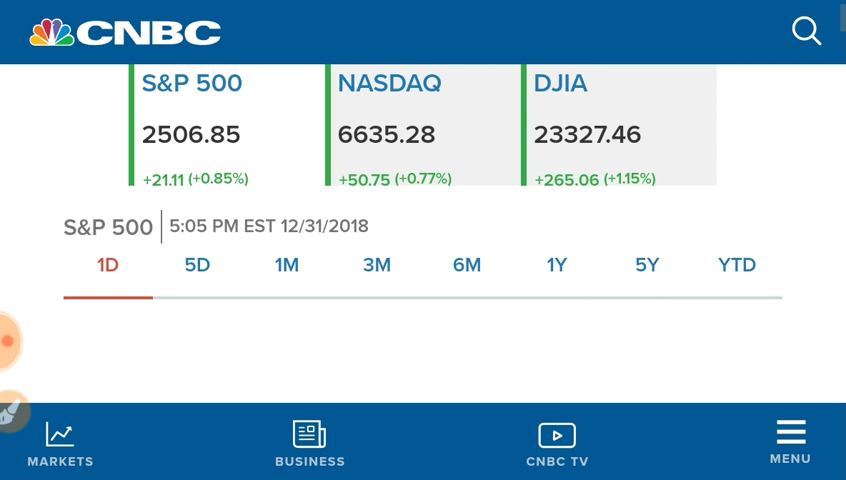 CNBC
S&P 500 NASDAQ DJIA
2506.85 6635.28 23327.46
+21.11 (+0.85%) +50.75 (+0.77%) +265.06 (+1.15%)
S&P 500 5:05 PM EST 12/31/2018
1D 5D 1M 3M 6M 1Y 5Y YTD
MARKETS BUSINESS CNBC TV MENU